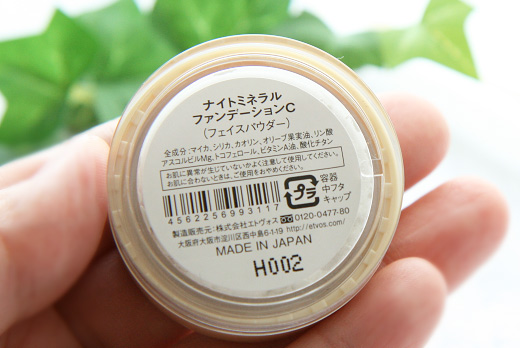 ナイトミネラル
ファンデーションC
(フェイスパウダー)
全成分:マイカ、シリカ、カオリン、オリーブ果実油、リン酸
アスコルビルMg、トコフェロール、ビタミンA油、酸化チタン
お肌に異常が生じていないかよく注意して使用してください。
お肌に合わないときは、ご使用をおやめください。
4562256993117
プラ
容器
中フタ
キャップ
製造販売元:株式会社エトヴォス 0120-0477-80
大阪府大阪市淀川区西中島6-1-19 http://etvos.com/
MADE IN JAPAN
H002